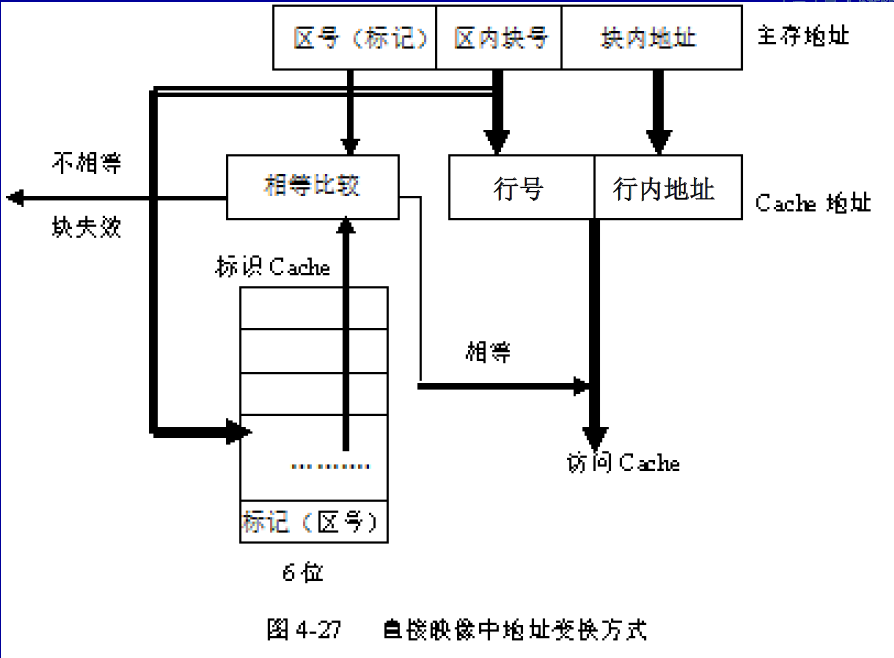 区号（标记） 区内块号 块内地址 主存地址
不相等
相等比较 行号 行内地址 Cache 地址
块失效
标识 Cache
相等
...........
访问 Cache
标记（区号）
6 位
图 4-27 直接映像中地址变换方式